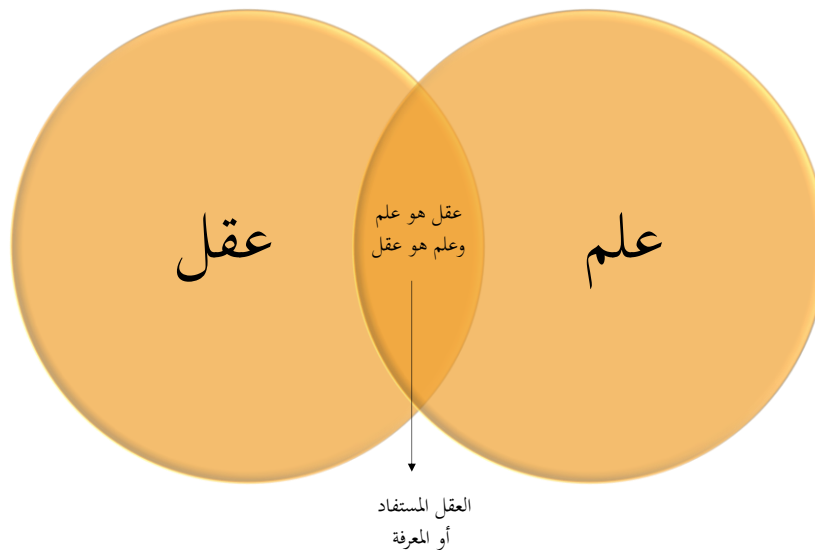 علم
عقل هو علم
وعلم هو عقل
عقل
العقل المستفاد
أو المعرفة